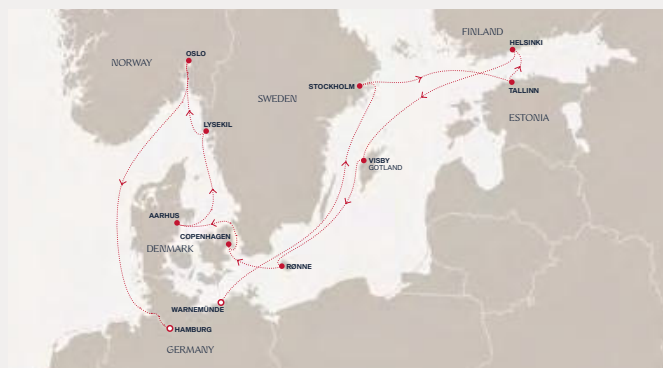 FINLAND
HELSINKI
OSLO
NORWAY
STOCKHOLM
TALLINN
SWEDEN
ESTONIA
LYSEKIL
VISBY
GOTLAND
AARHUS
COPENHAGEN
DENMARK
RØNNE
WARNEMÜNDE
HAMBURG
GERMANY